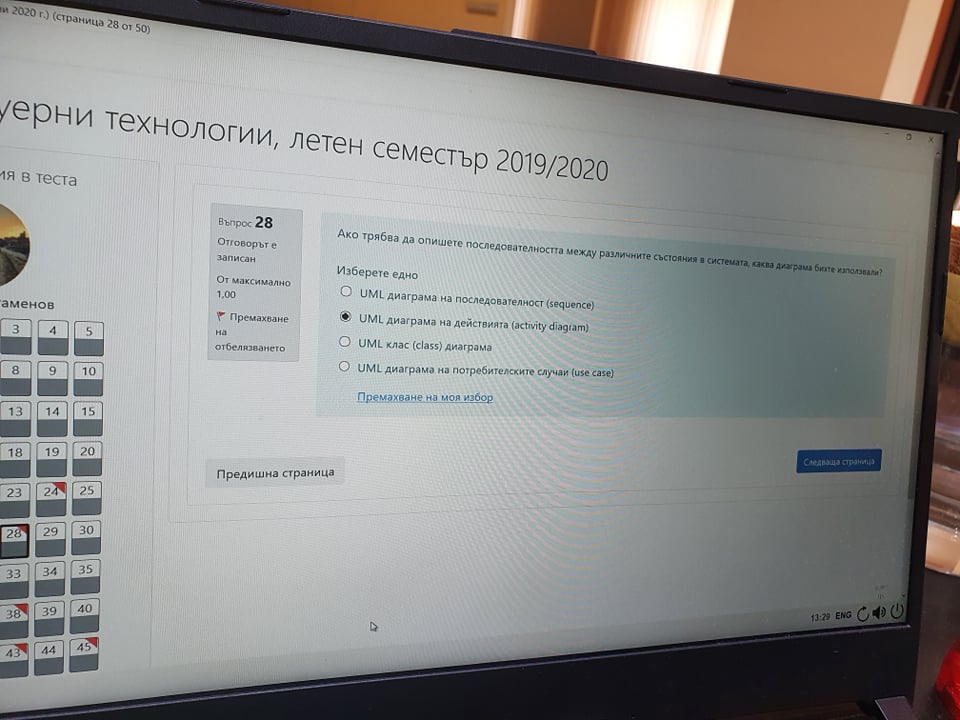 ни 2020 г.) (страница 28 от 50)
уерни технологии, летен семестър 2019/2020
ия в теста
аменов
3 4 5
8 9 10
13 14 15
18 19 20
23 24 25
28 29 30
33 34 35
38 39 40
43 44 45
Въпрос 28
Отговорът е
записан
От максимално
1,00
Премахване
на
отбелязването
Ако трябва да опишете последователността между различните състояния в системата, каква диаграма бихте използвали?
Изберете едно
UML диаграма на последователност (sequence)
UML диаграма на действията (activity diagram)
UML клас (class) диаграма
UML диаграма на потребителските случаи (use case)
Премахване на моя избор
Предишна страница
Следваща страница
13:29 ENG